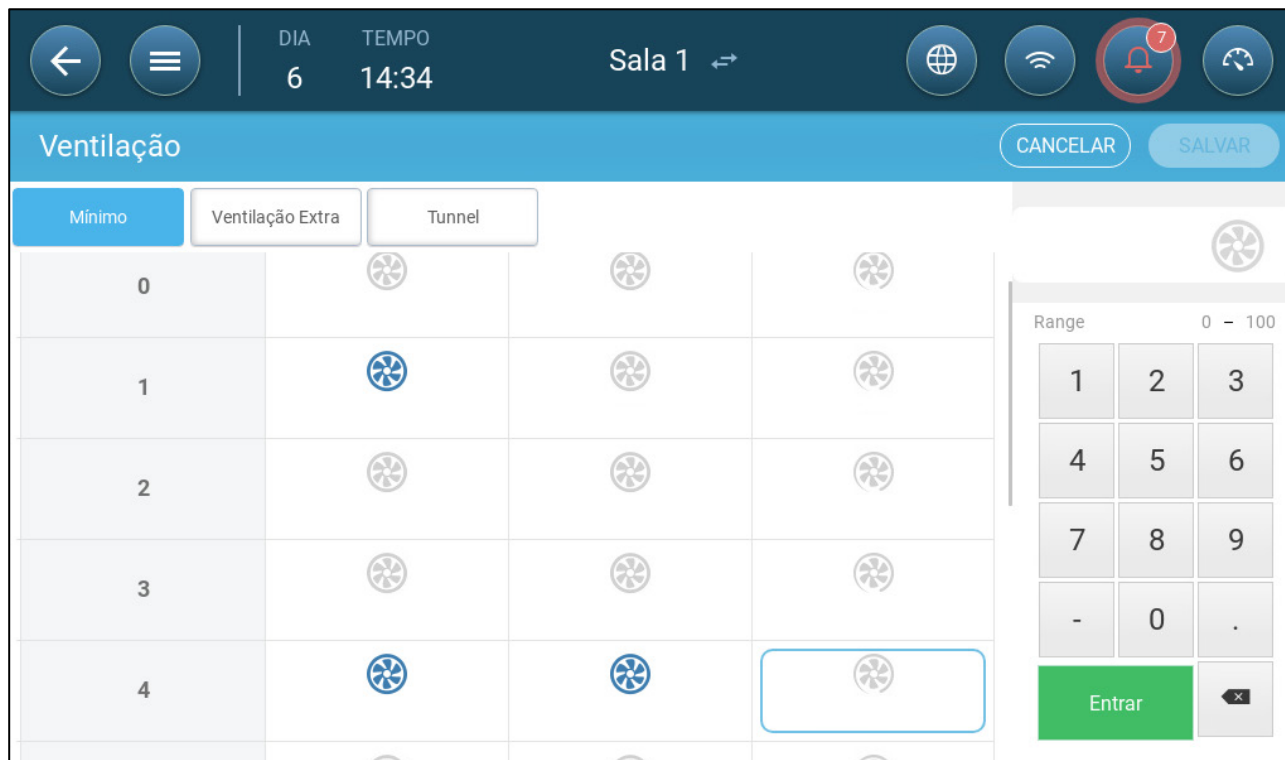 DIA TEMPO
6 14:34
Sala 1
7
Ventilação
CANCELAR SALVAR
Mínimo Ventilação Extra Tunnel
0
1
2
3
4
Range 0 – 100
1 2 3
4 5 6
7 8 9
- 0 .
Entrar